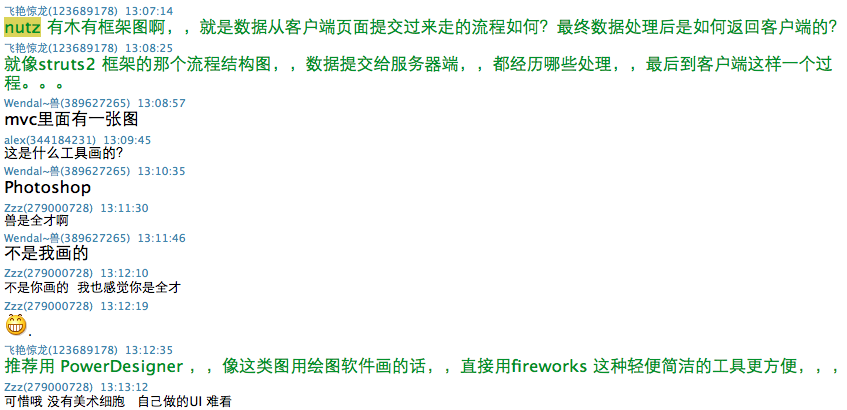 飞艳惊龙(123689178)  13:07:14
nutz 有木有框架图啊，，就是数据从客户端页面提交过来走的流程如何？最终数据处理后是如何返回客户端的？
飞艳惊龙(123689178)  13:08:25
就像struts2 框架的那个流程结构图，，数据提交给服务器端，，都经历哪些处理，，最后到客户端这样一个过
程。。。
Wendal~兽(389627265)  13:08:57
mvc里面有一张图
alex(344184231)  13:09:45
这是什么工具画的？
Wendal~兽(389627265)  13:10:35
Photoshop
Zzz(279000728)  13:11:30
兽是全才啊
Wendal~兽(389627265)  13:11:46
不是我画的
Zzz(279000728)  13:12:10
不是你画的  我也感觉你是全才
Zzz(279000728)  13:12:19
.
飞艳惊龙(123689178)  13:12:35
推荐用 PowerDesigner ，，像这类图用绘图软件画的话，，直接用fireworks 这种轻便简洁的工具更方便，，，
Zzz(279000728)  13:13:12
可惜哦 没有美术细胞   自己做的UI 难看